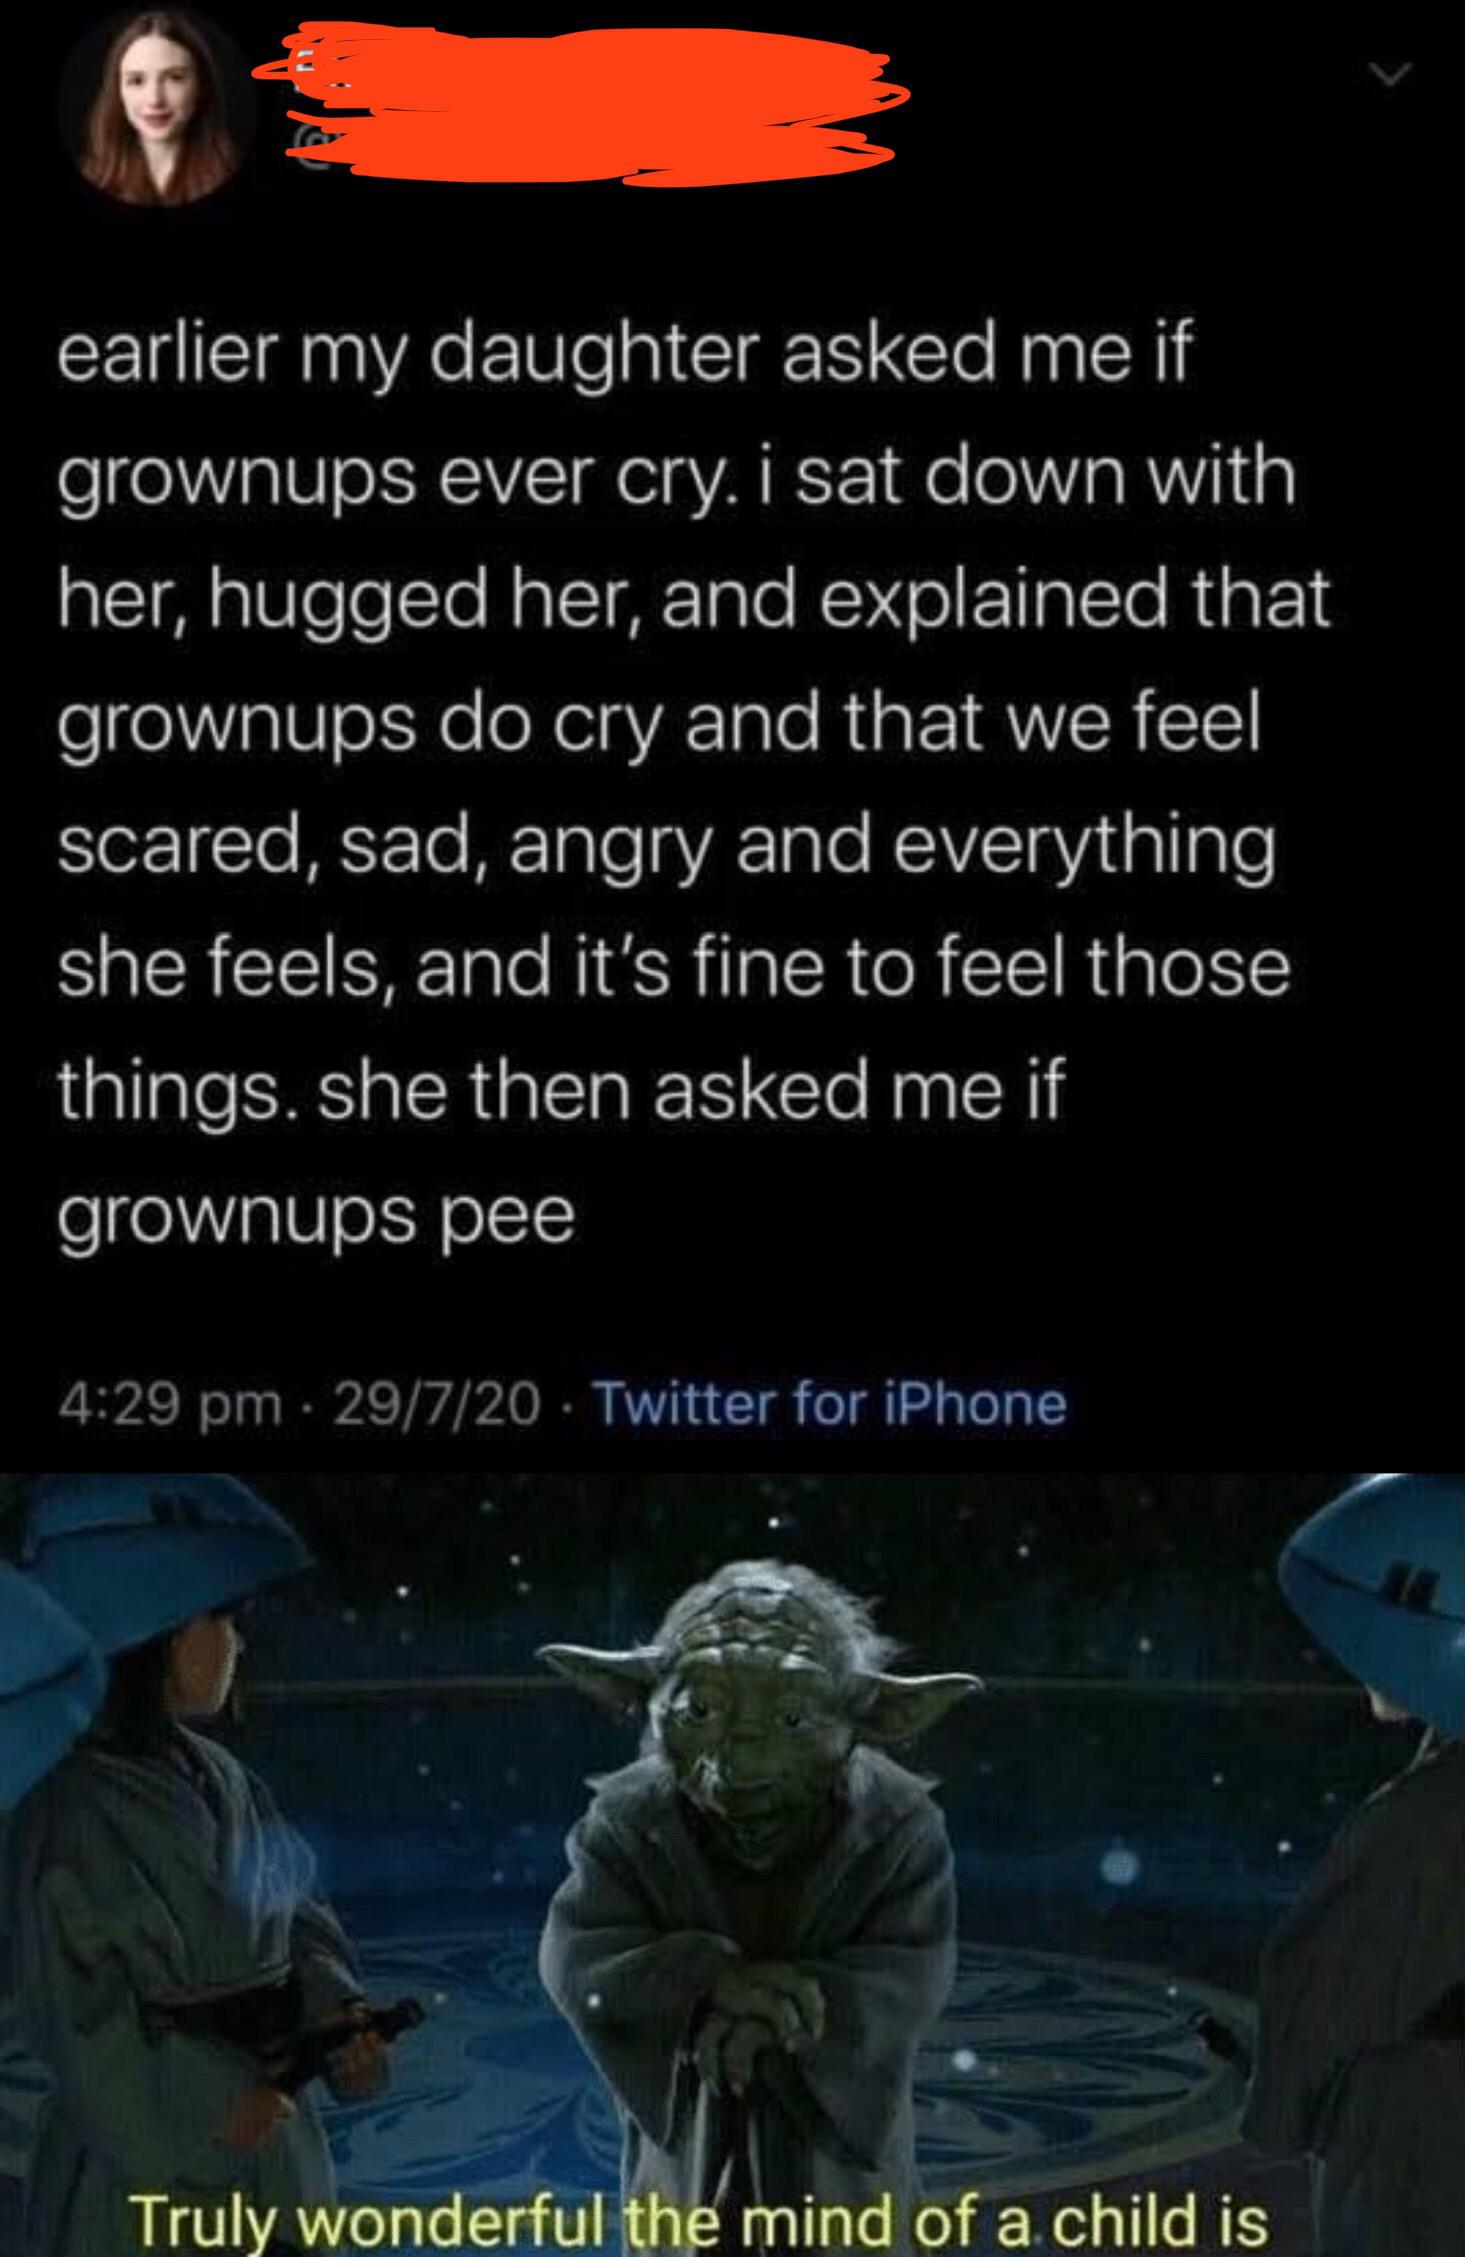 earlier my daughter asked me if
grownups ever cry. i sat down with
her, hugged her, and explained that
grownups do cry and that we feel
scared, sad, angry and everything
she feels, and it's fine to feel those
things. she then asked me if
grownups pee
4:29 pm · 29/7/20 · Twitter for iPhone
Truly wonderful the mind of a child is